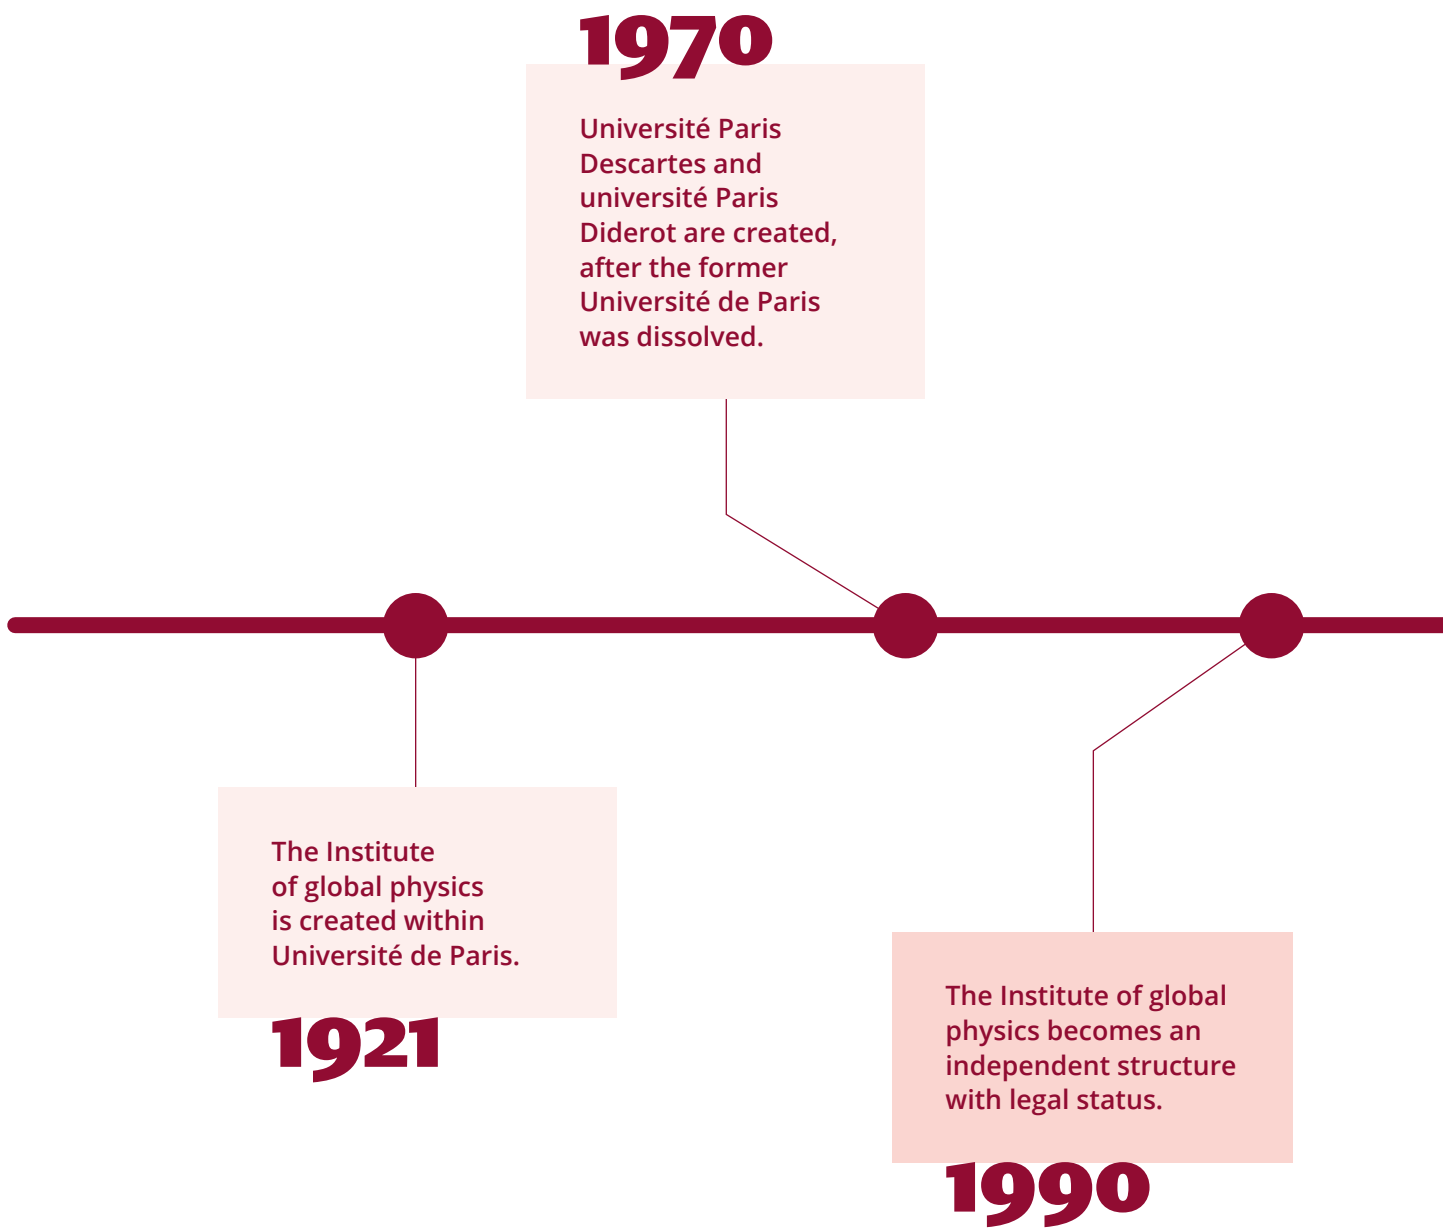 1970
Université Paris
Descartes and
université Paris
Diderot are created,
after the former
Université de Paris
was dissolved.
The Institute
of global physics
is created within
Université de Paris.
1921
The Institute of global
physics becomes an
independent structure
with legal status.
1990